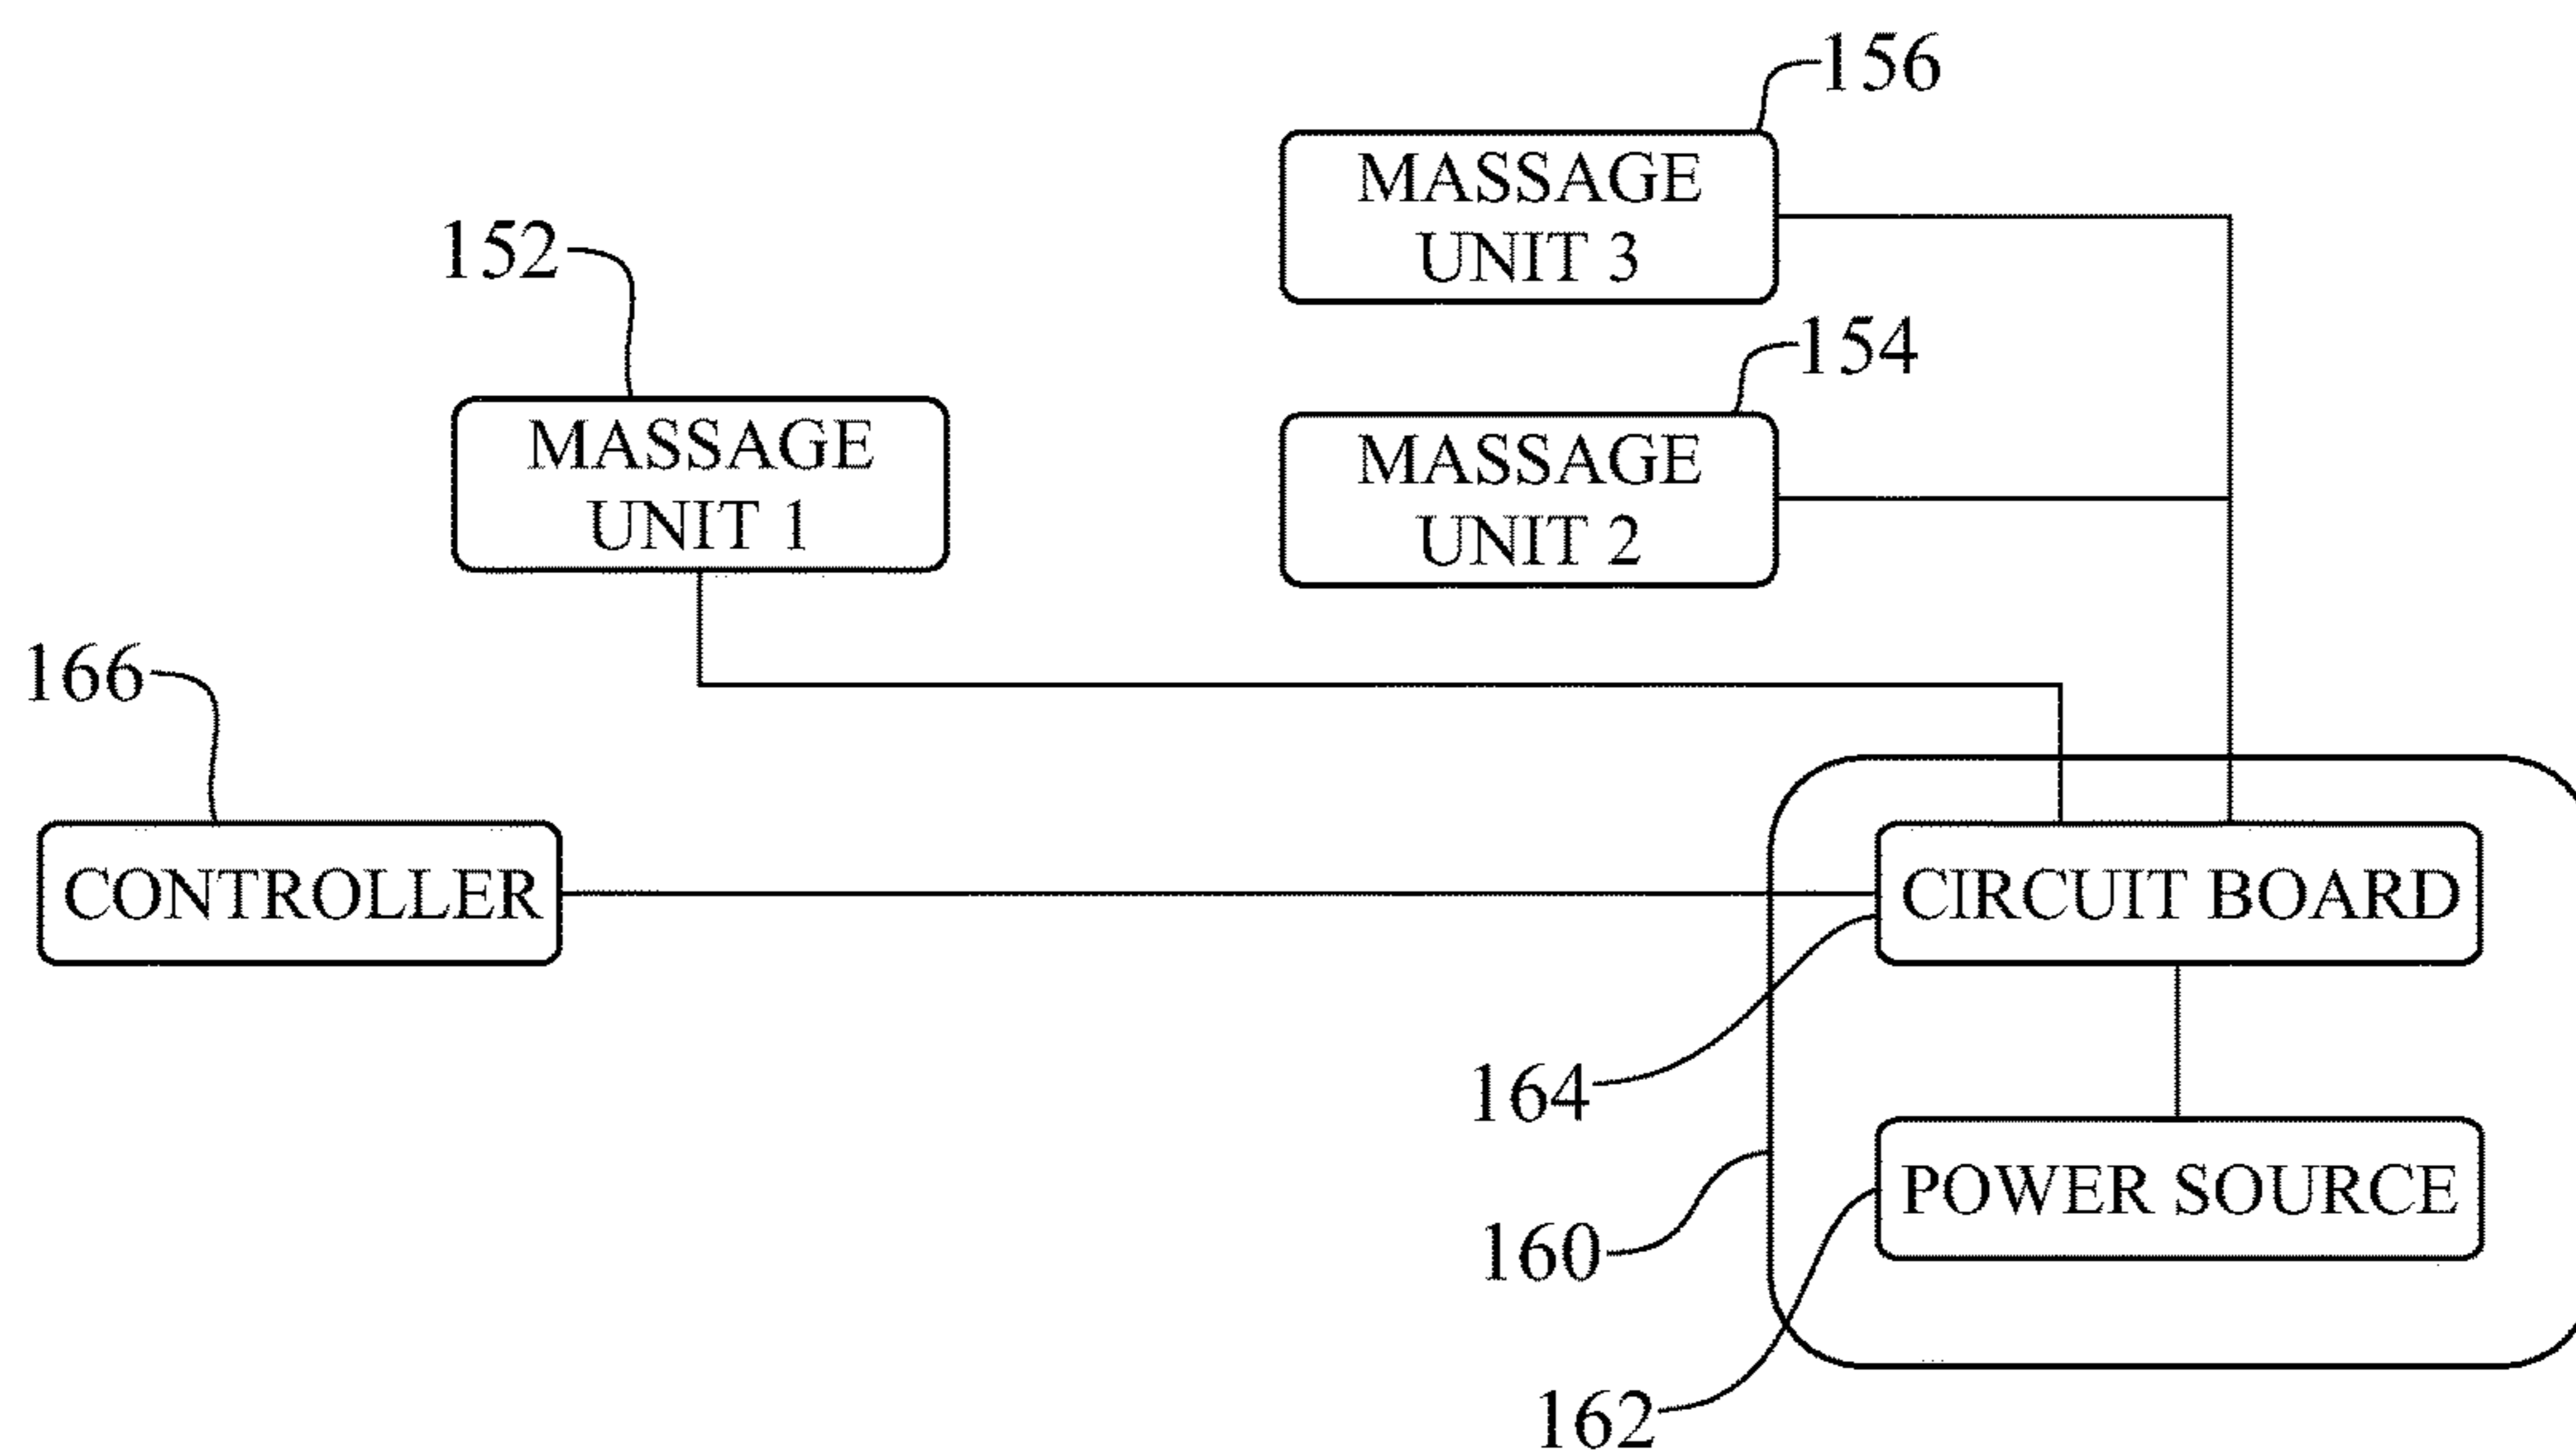 156
MASSAGE
UNIT 3
152
154
MASSAGE
UNIT 1
MASSAGE
UNIT 2
166
CONTROLLER
CIRCUIT BOARD
164
POWER SOURCE
160
162